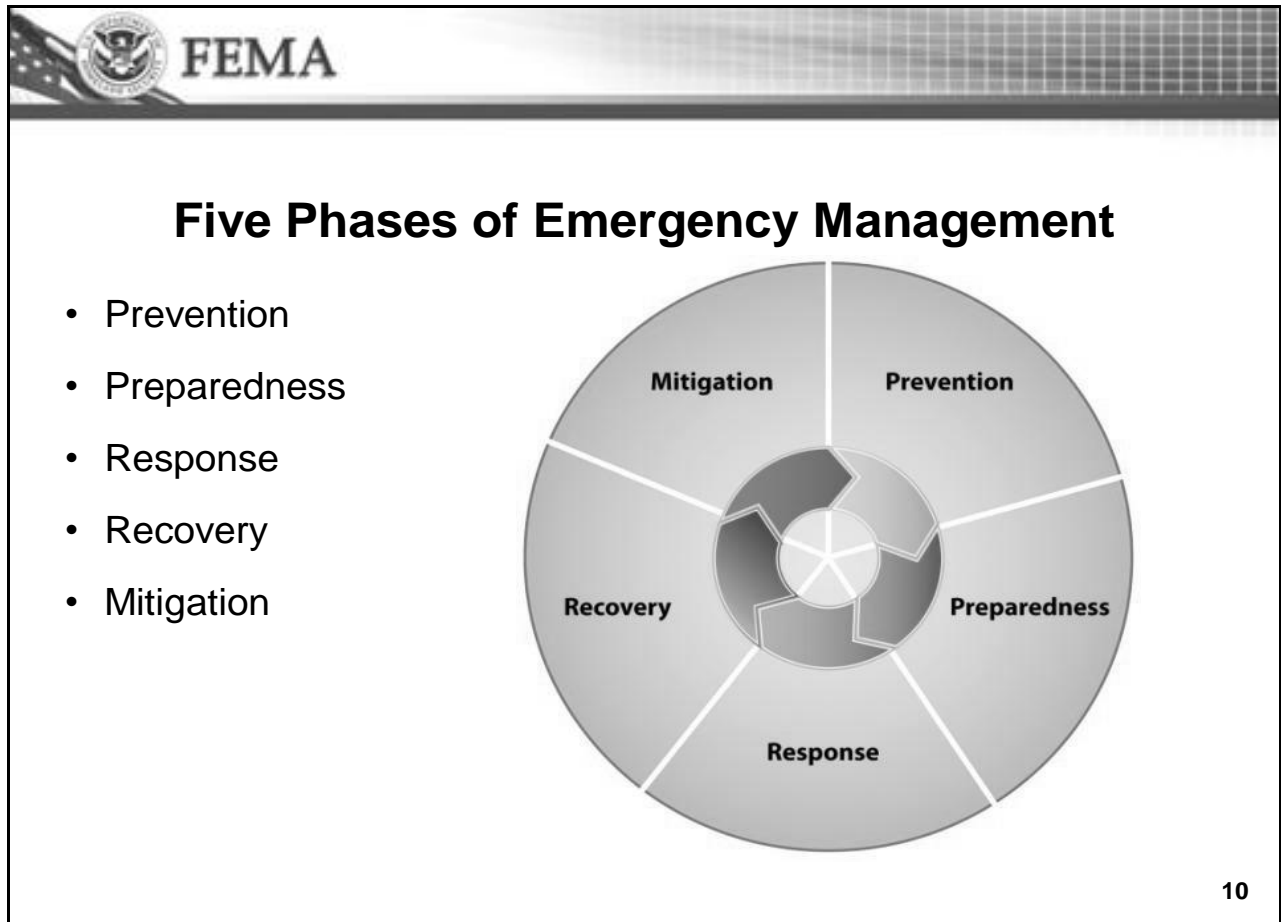 FEMA
Five Phases of Emergency Management
• Prevention
• Preparedness
• Response
• Recovery
• Mitigation
Mitigation
Prevention
Recovery
Preparedness
Response
10